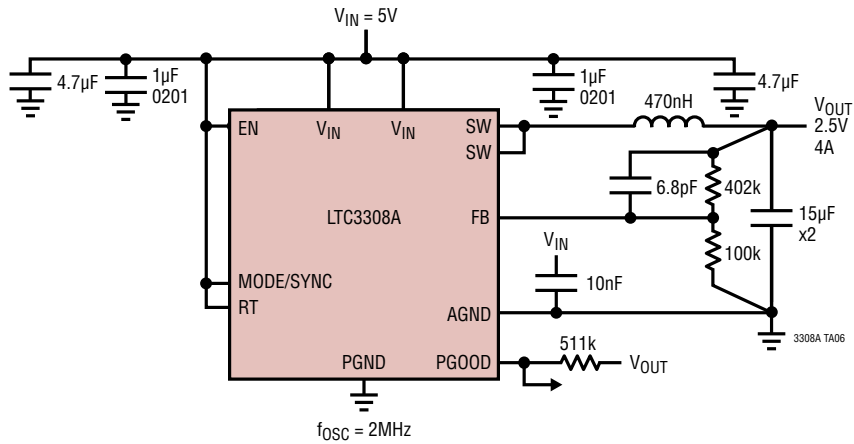 VIN = 5V
4.7µF
1µF
0201
1µF
0201
4.7µF
470nH
VOUT
2.5V
4A
EN
VIN
VIN
SW
SW
6.8pF
402k
15µF
x2
LTC3308A
FB
100k
VIN
10nF
MODE/SYNC
RT
AGND
3308A TA06
511k
PGND
PGOOD
VOUT
fOSC = 2MHz